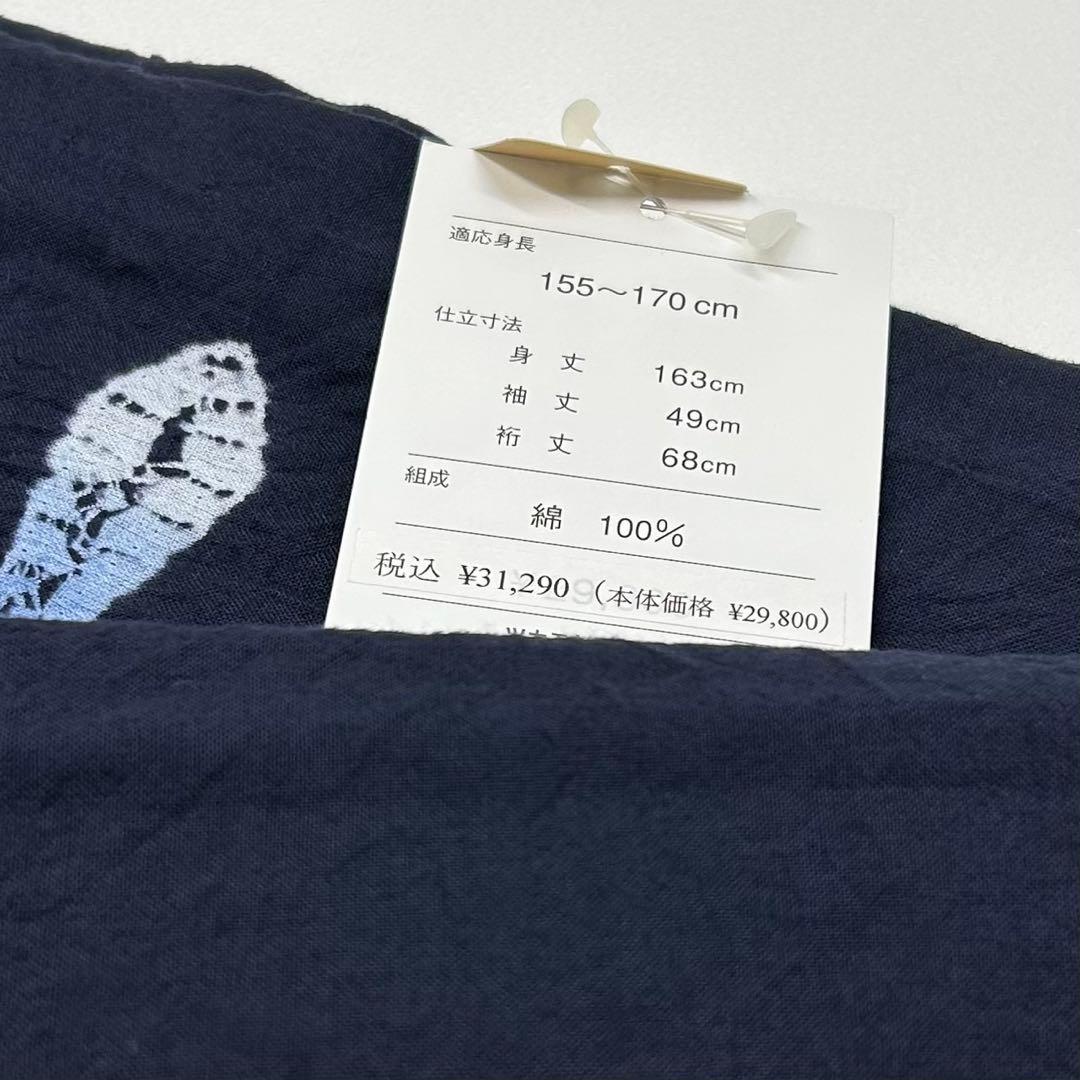 適応身長
155～170 cm
仕立寸法
身 丈 163cm
袖 丈 49cm
裄 丈 68cm
組成
綿 100%
税込 ¥31,290（本体価格 ¥29,800）